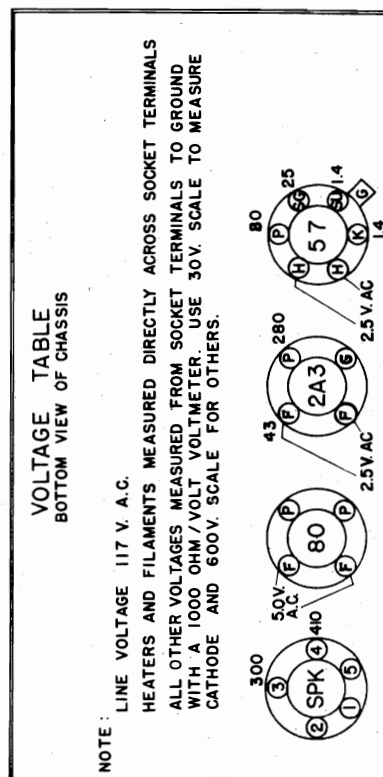 VOLTAGE TABLE
BOTTOM VIEW OF CHASSIS
NOTE:
LINE VOLTAGE 117 V. A.C.
HEATERS AND FILAMENTS MEASURED DIRECTLY ACROSS SOCKET TERMINALS
ALL OTHER VOLTAGES MEASURED FROM SOCKET TERMINALS TO GROUND
WITH A 1000 OHM/VOLT VOLTMETER. USE 30V. SCALE TO MEASURE
CATHODE AND 600V. SCALE FOR OTHERS.
300
3
2 SPK 4 410
1 5
5.0V.
A.C.
F P
80
F P
43 F P 280
2A3
F G
2.5V. AC
80
P
H SG 25
57
H SU 1.4
K G
1.4
2.5V. AC